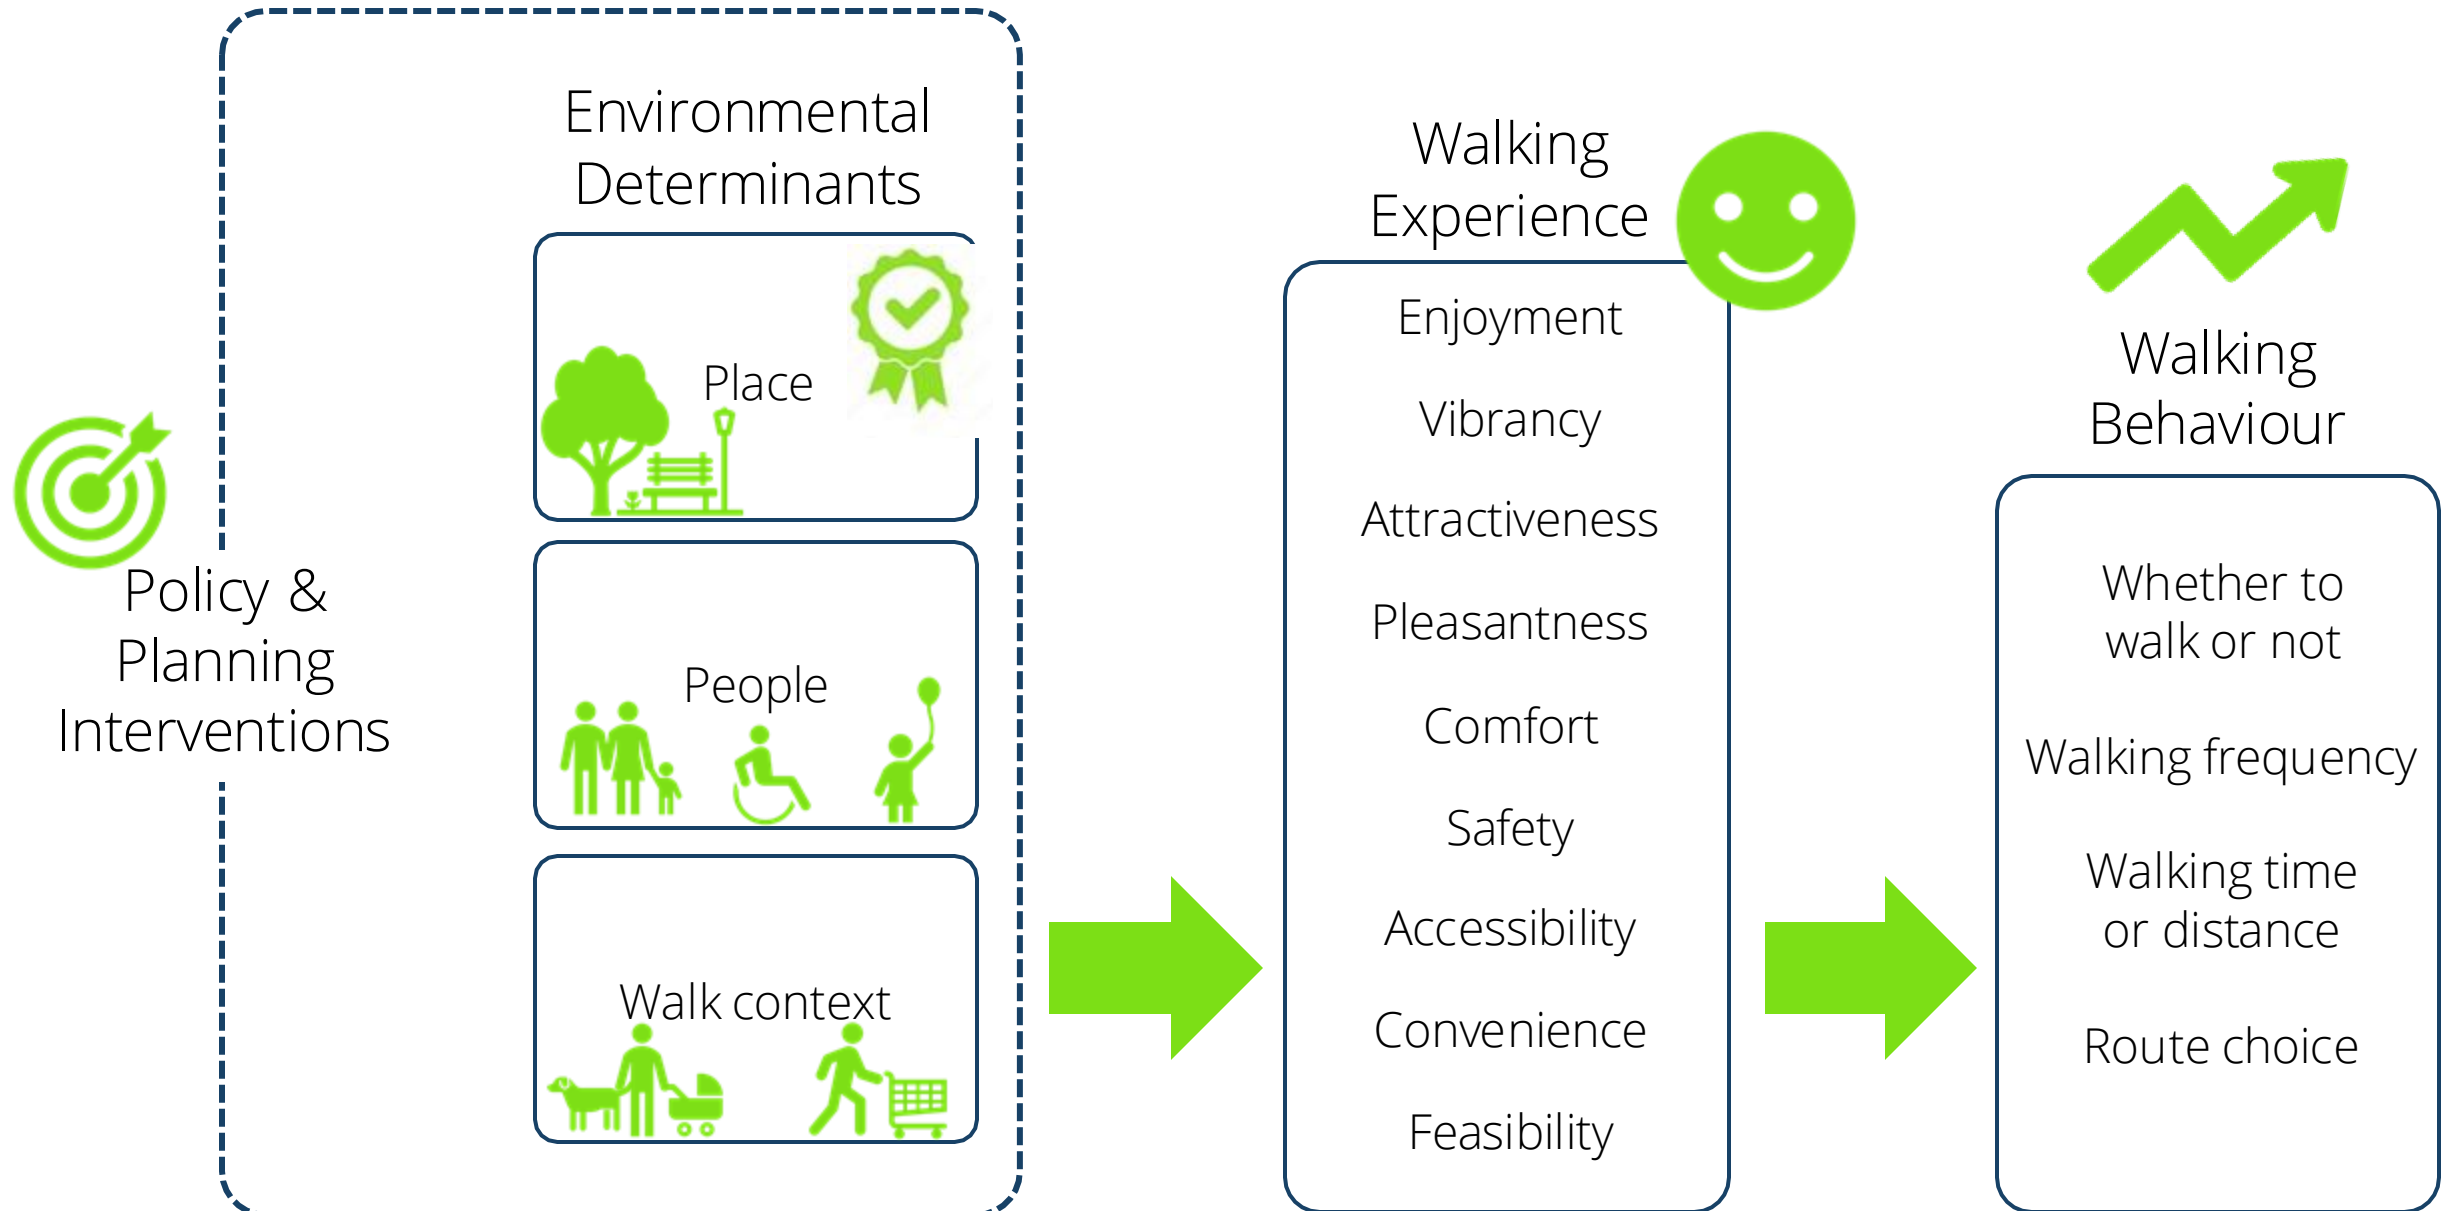 Policy &
Planning
Interventions
Environmental
Determinants
Place
People
Walk context
Walking
Experience
Enjoyment
Vibrancy
Attractiveness
Pleasantness
Comfort
Safety
Accessibility
Convenience
Feasibility
Walking
Behaviour
Whether to
walk or not
Walking frequency
Walking time
or distance
Route choice